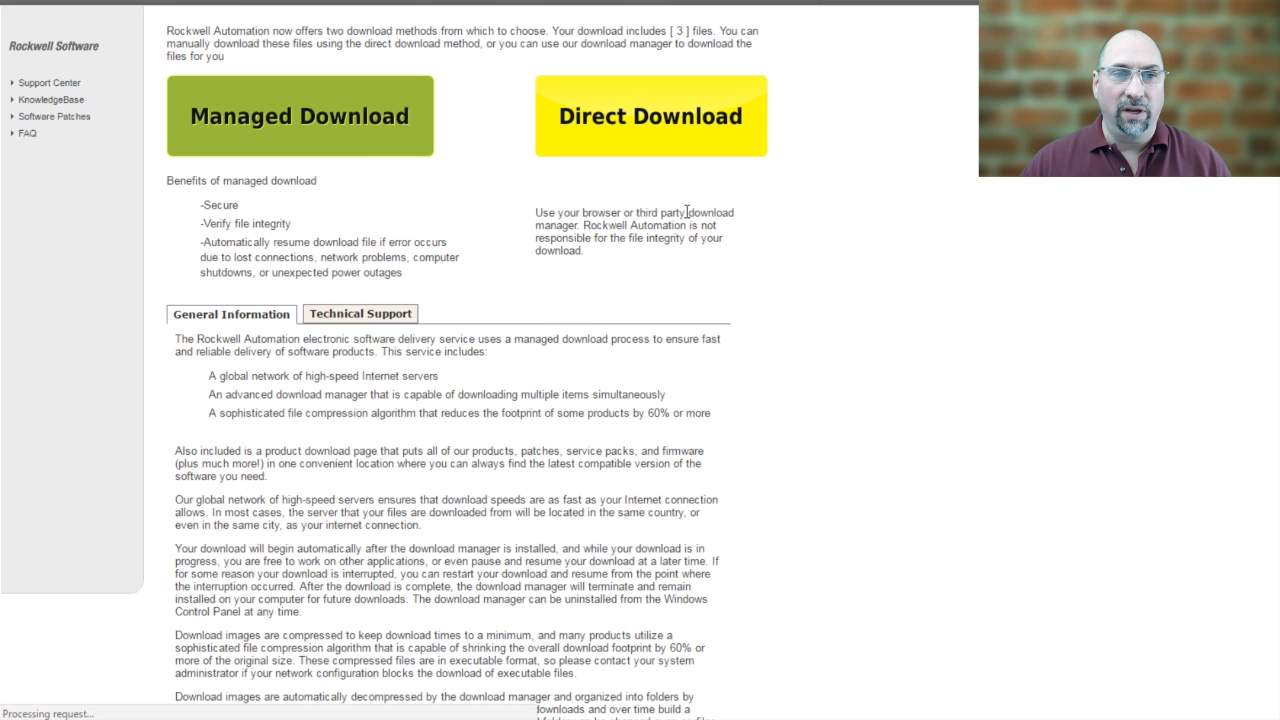 Rockwell Software
Support Center
KnowledgeBase
Software Patches
FAQ
Rockwell Automation now offers two download methods from which to choose. Your download includes [ 3 ] files. You can
manually download these files using the direct download method, or you can use our download manager to download the
files for you
Managed Download
Direct Download
Benefits of managed download
-Secure
-Verify file integrity
-Automatically resume download file if error occurs
due to lost connections, network problems, computer
shutdowns, or unexpected power outages
Use your browser or third party download
manager. Rockwell Automation is not
responsible for the file integrity of your
download.
General Information
Technical Support
The Rockwell Automation electronic software delivery service uses a managed download process to ensure fast
and reliable delivery of software products. This service includes:
A global network of high-speed Internet servers
An advanced download manager that is capable of downloading multiple items simultaneously
A sophisticated file compression algorithm that reduces the footprint of some products by 60% or more
Also included is a product download page that puts all of our products, patches, service packs, and firmware
(plus much more!) in one convenient location where you can always find the latest compatible version of the
software you need.
Our global network of high-speed servers ensures that download speeds are as fast as your Internet connection
allows. In most cases, the server that your files are downloaded from will be located in the same country, or
even in the same city, as your internet connection.
Your download will begin automatically after the download manager is installed, and while your download is in
progress, you are free to work on other applications, or even pause and resume your download at a later time. If
for some reason your download is interrupted, you can restart your download and resume from the point where
the interruption occurred. After the download is complete, the download manager will terminate and remain
installed on your computer for future downloads. The download manager can be uninstalled from the Windows
Control Panel at any time.
Download images are compressed to keep download times to a minimum, and many products utilize a
sophisticated file compression algorithm that is capable of shrinking the overall download footprint by 60% or
more of the original size. These compressed files are in executable format, so please contact your system
administrator if your network configuration blocks the download of executable files.
Download images are automatically decompressed by the download manager and organized into folders by
downloads and over time build a
Processing request...